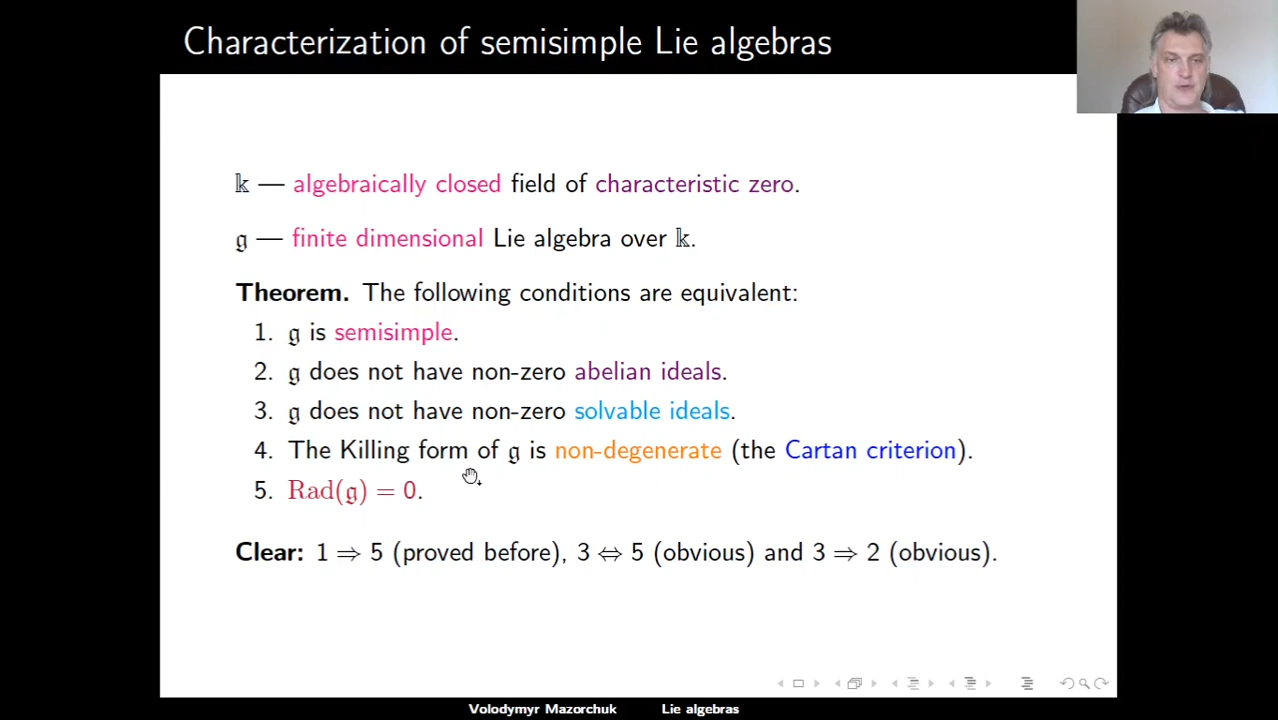 Characterization of semisimple Lie algebras
𝕜 — algebraically closed field of characteristic zero.
𝔤 — finite dimensional Lie algebra over 𝕜.
Theorem. The following conditions are equivalent:
1. 𝔤 is semisimple.
2. 𝔤 does not have non-zero abelian ideals.
3. 𝔤 does not have non-zero solvable ideals.
4. The Killing form of 𝔤 is non-degenerate (the Cartan criterion).
5. Rad(𝔤) = 0.
Clear: 1 ⇒ 5 (proved before), 3 ⇔ 5 (obvious) and 3 ⇒ 2 (obvious).
Volodymyr Mazorchuk Lie algebras